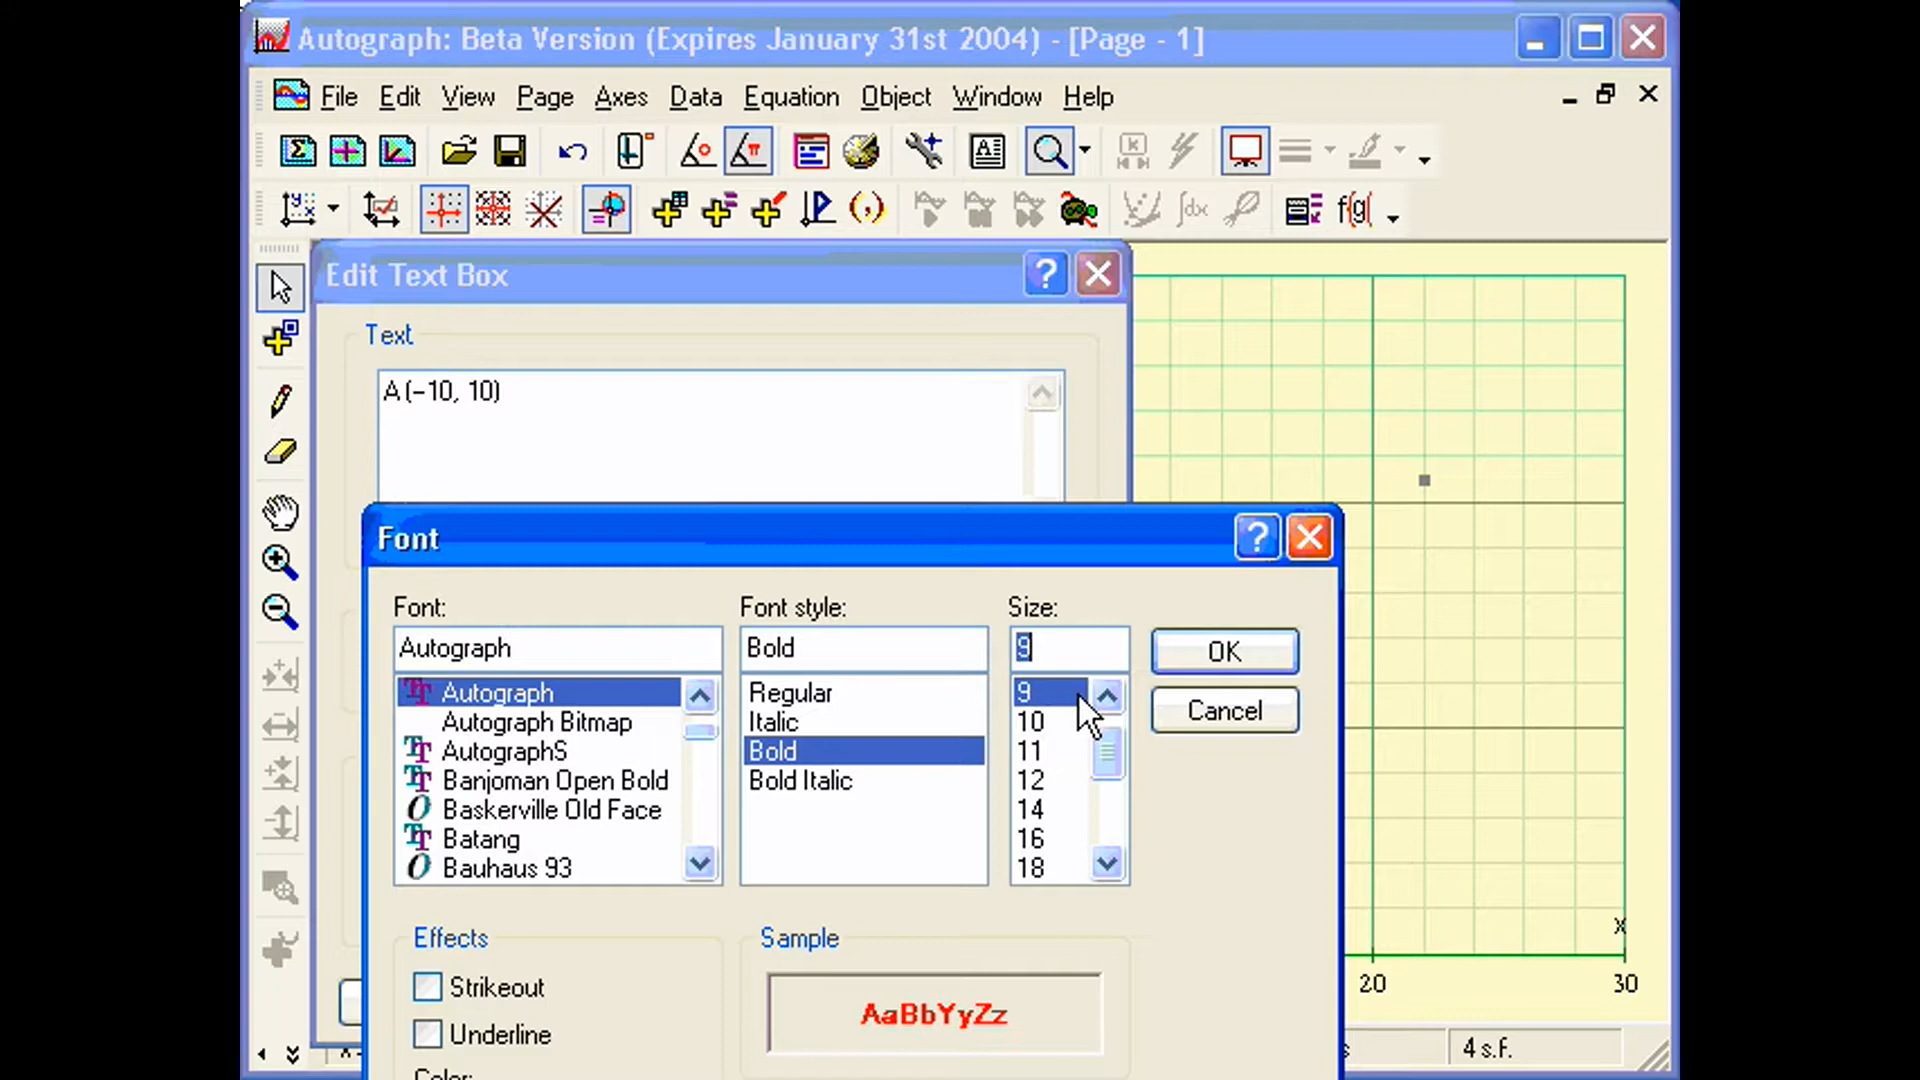 Autograph: Beta Version (Expires January 31st 2004) - [Page - 1]
File Edit View Page Axes Data Equation Object Window Help
Edit Text Box
Text
A (−10, 10)
Font
Font:
Font style:
Size:
Autograph
Bold
9
OK
Cancel
Autograph
Autograph Bitmap
AutographS
Banjoman Open Bold
Baskerville Old Face
Batang
Bauhaus 93
Regular
Italic
Bold
Bold Italic
9
10
11
12
14
16
18
Effects
Strikeout
Underline
Sample
AaBbYyZz
x
20
30
4 s.f.